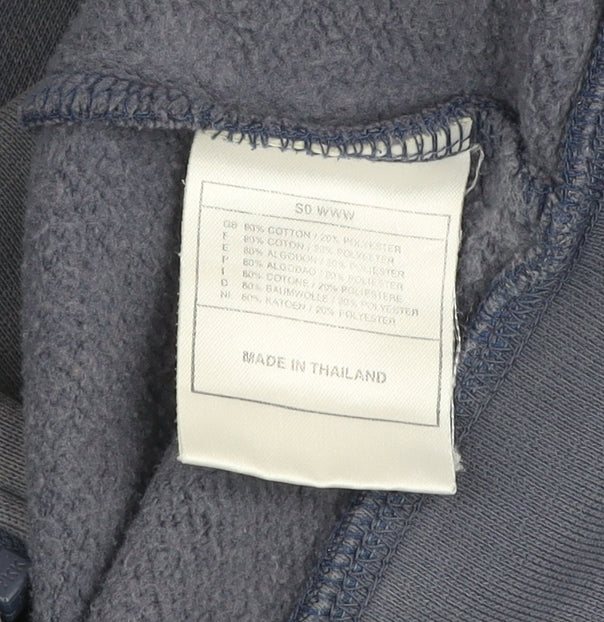 S0 WWW
GB 80% COTTON / 20% POLYESTER
F 80% COTON / 20% POLYESTER
E 80% ALGODON / 20% POLIESTER
P 80% ALGODAO / 20% POLIESTER
I 80% COTONE / 20% POLIESTERE
D 80% BAUMWOLLE / 20% POLYESTER
NL 80% KATOEN / 20% POLYESTER
MADE IN THAILAND